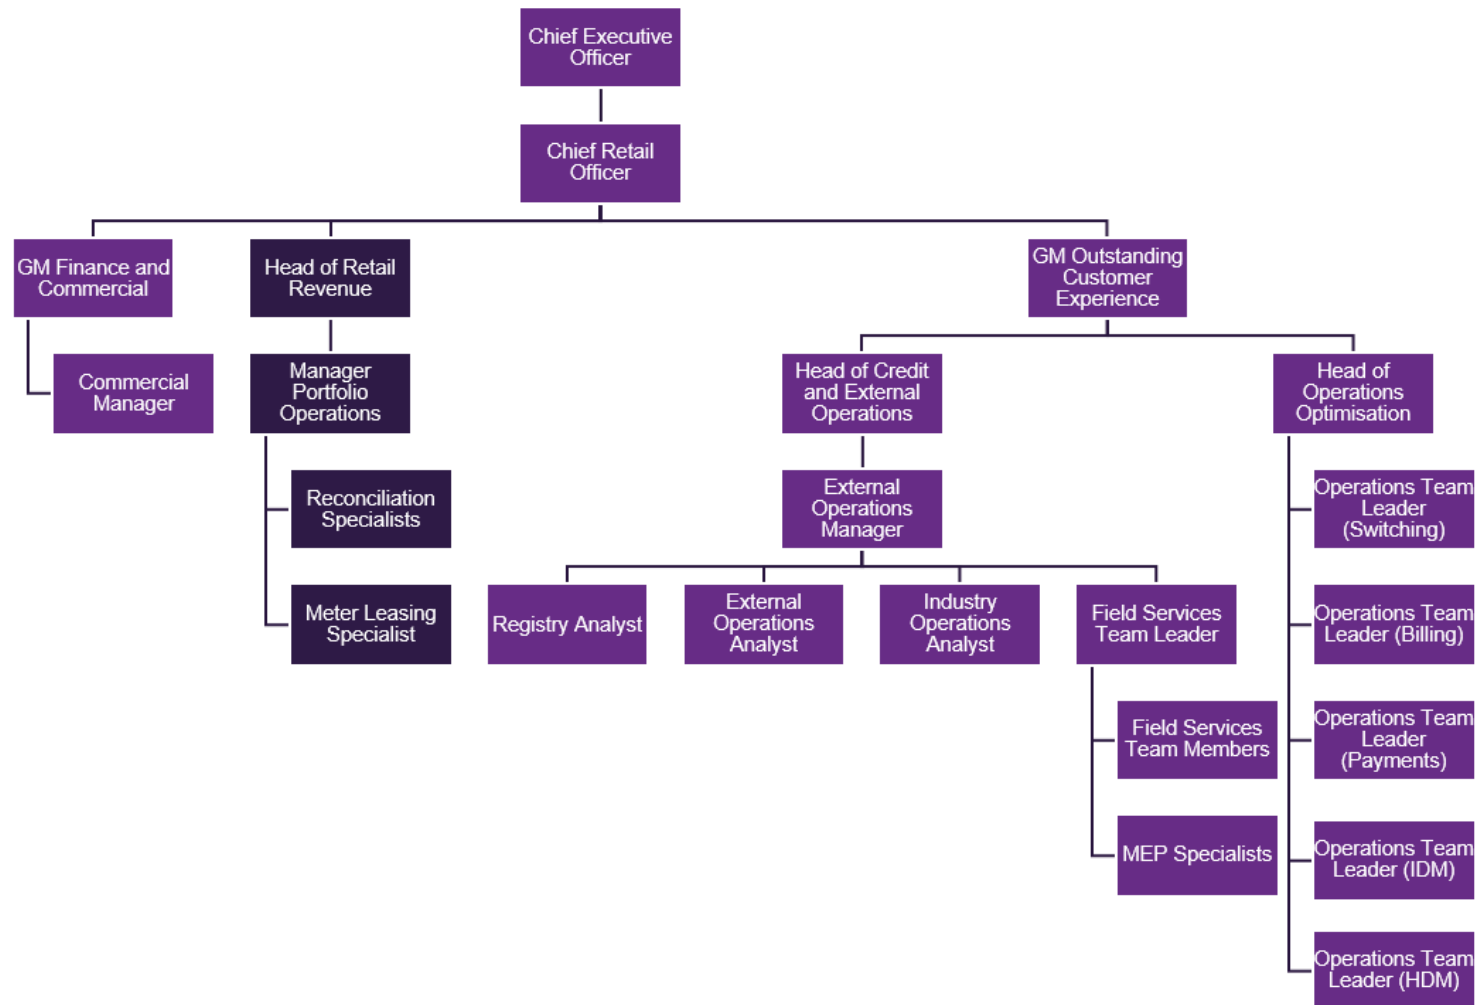 Chief Executive
Officer
Chief Retail
Officer
GM Finance and
Commercial
Head of Retail
Revenue
GM Outstanding
Customer
Experience
Commercial
Manager
Manager
Portfolio
Operations
Head of Credit
and External
Operations
Head of
Operations
Optimisation
Reconciliation
Specialists
External
Operations
Manager
Operations Team
Leader
(Switching)
Meter Leasing
Specialist
Registry Analyst
External
Operations
Analyst
Industry
Operations
Analyst
Field Services
Team Leader
Operations Team
Leader (Billing)
Field Services
Team Members
Operations Team
Leader
(Payments)
MEP Specialists
Operations Team
Leader (IDM)
Operations Team
Leader (HDM)